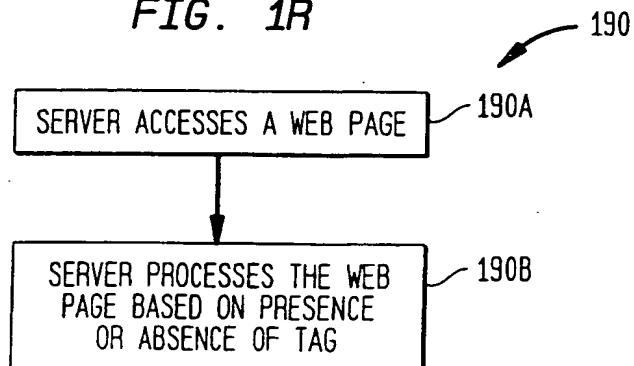 FIG. 1R
190
SERVER ACCESSES A WEB PAGE
190A
SERVER PROCESSES THE WEB
PAGE BASED ON PRESENCE
OR ABSENCE OF TAG
190B